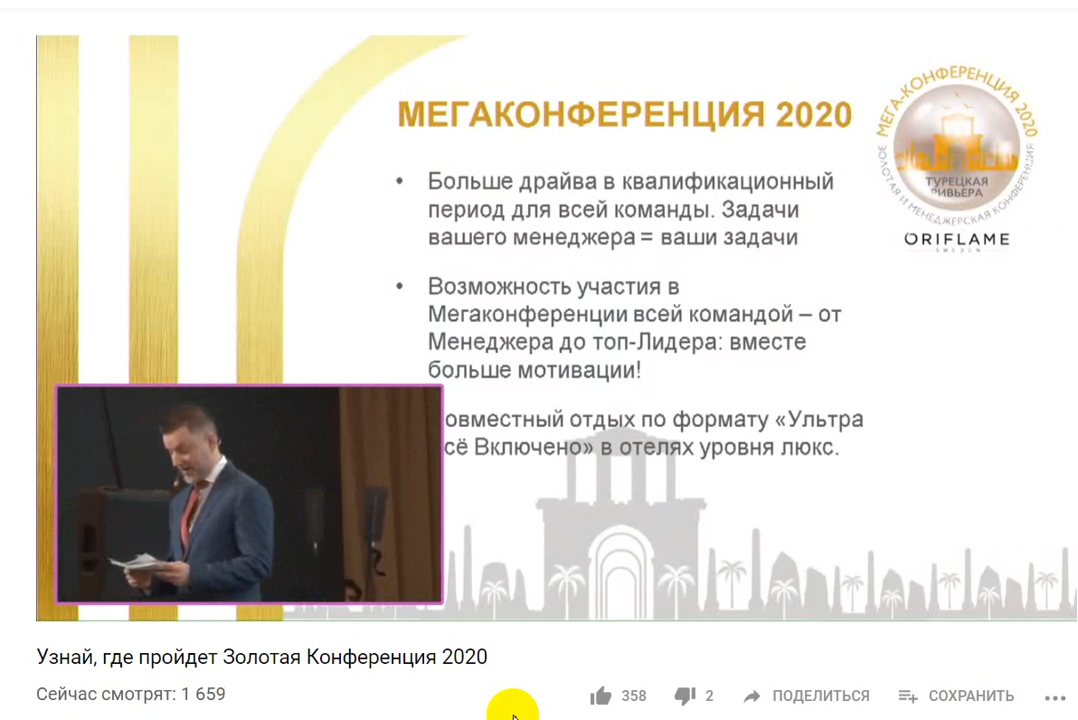 МЕГАКОНФЕРЕНЦИЯ 2020
• Больше драйва в квалификационный
период для всей команды. Задачи
вашего менеджера = ваши задачи
• Возможность участия в
Мегаконференции всей командой – от
Менеджера до топ-Лидера: вместе
больше мотивации!
овместный отдых по формату «Ультра
сё Включено» в отелях уровня люкс.
МЕГА-КОНФЕРЕНЦИЯ 2020
ТУРЕЦКАЯ
РИВЬЕРА
ЗОЛОТАЯ И МЕНЕДЖЕРСКАЯ КОНФЕРЕНЦИЯ
ORIFLAME
SWEDEN
Узнай, где пройдет Золотая Конференция 2020
Сейчас смотрят: 1 659
358
2
ПОДЕЛИТЬСЯ
СОХРАНИТЬ